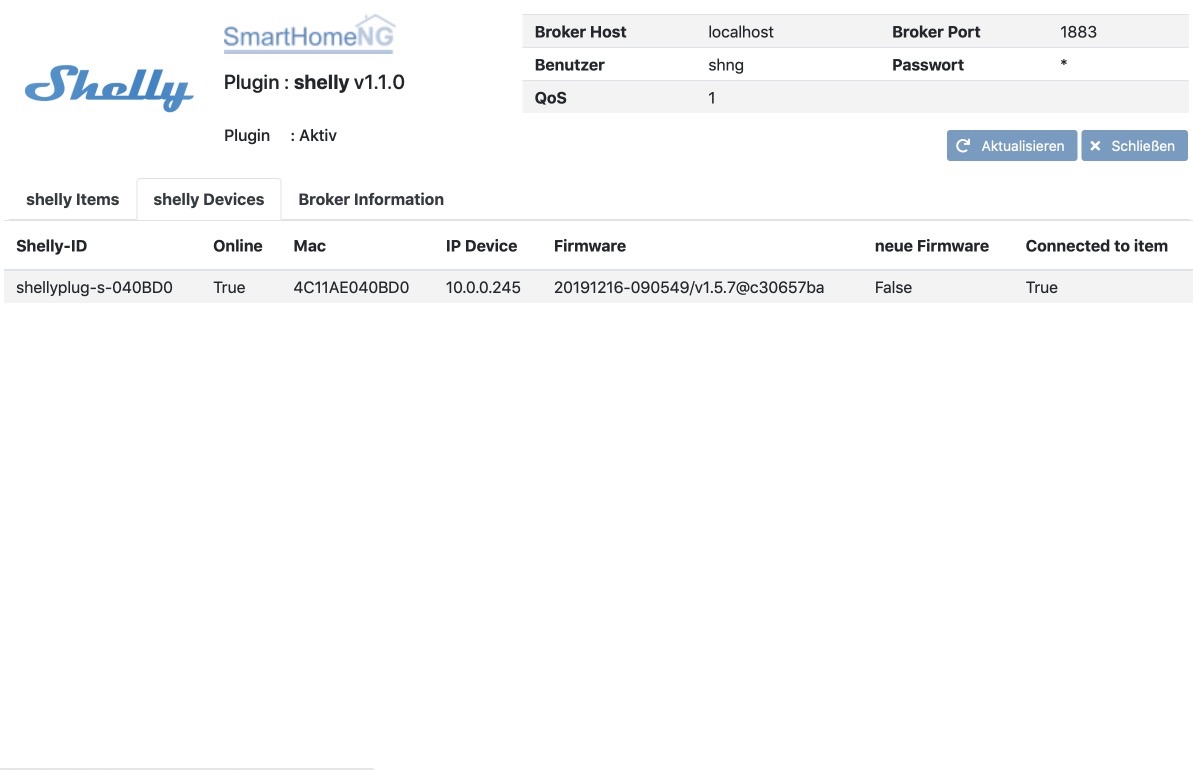 Shelly
SmartHomeNG
Plugin : shelly v1.1.0
Plugin : Aktiv
Broker Host localhost Broker Port 1883
Benutzer shng Passwort *
QoS 1
Aktualisieren Schließen
shelly Items shelly Devices Broker Information
Shelly-ID Online Mac IP Device Firmware neue Firmware Connected to item
shellyplug-s-040BD0 True 4C11AE040BD0 10.0.0.245 20191216-090549/v1.5.7@c30657ba False True